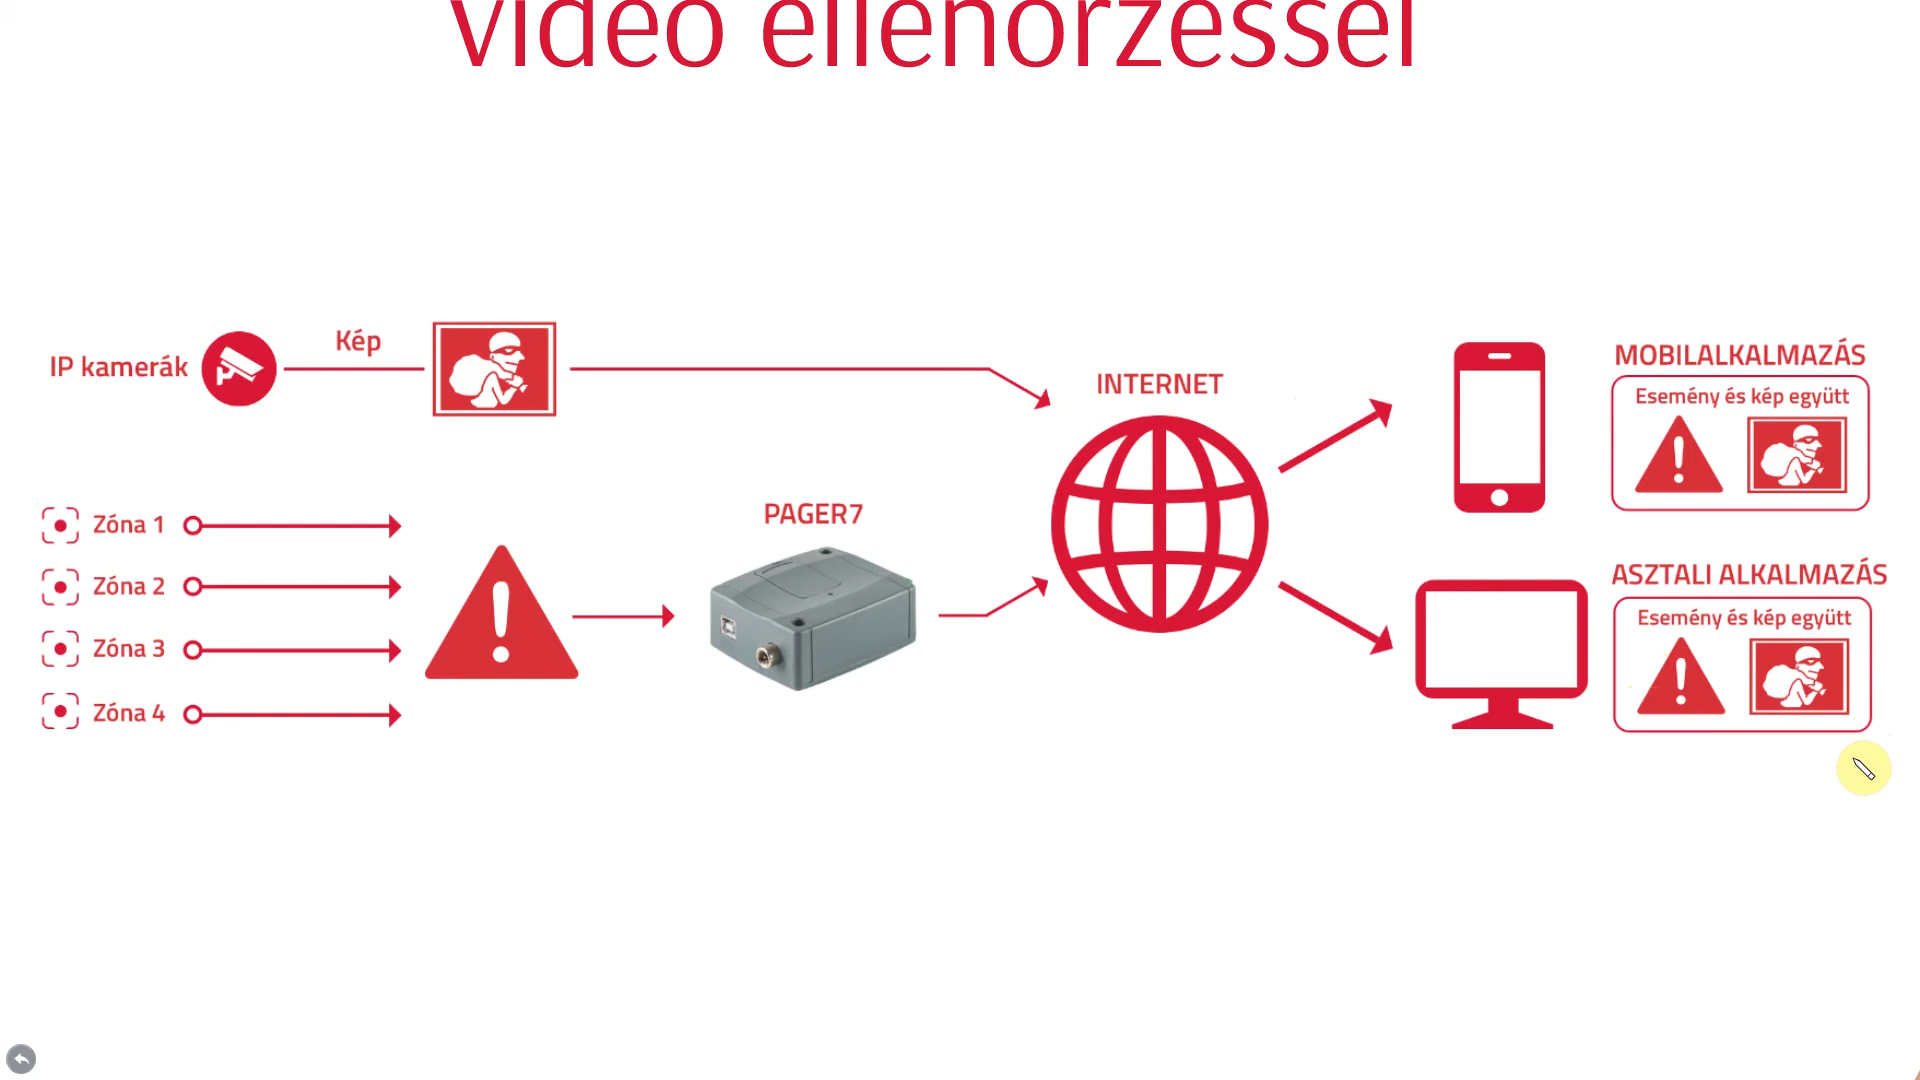 videó ellenőrzéssel
IP kamerák
Kép
Zóna 1
Zóna 2
Zóna 3
Zóna 4
PAGER7
INTERNET
MOBILALKALMAZÁS
Esemény és kép együtt
ASZTALI ALKALMAZÁS
Esemény és kép együtt